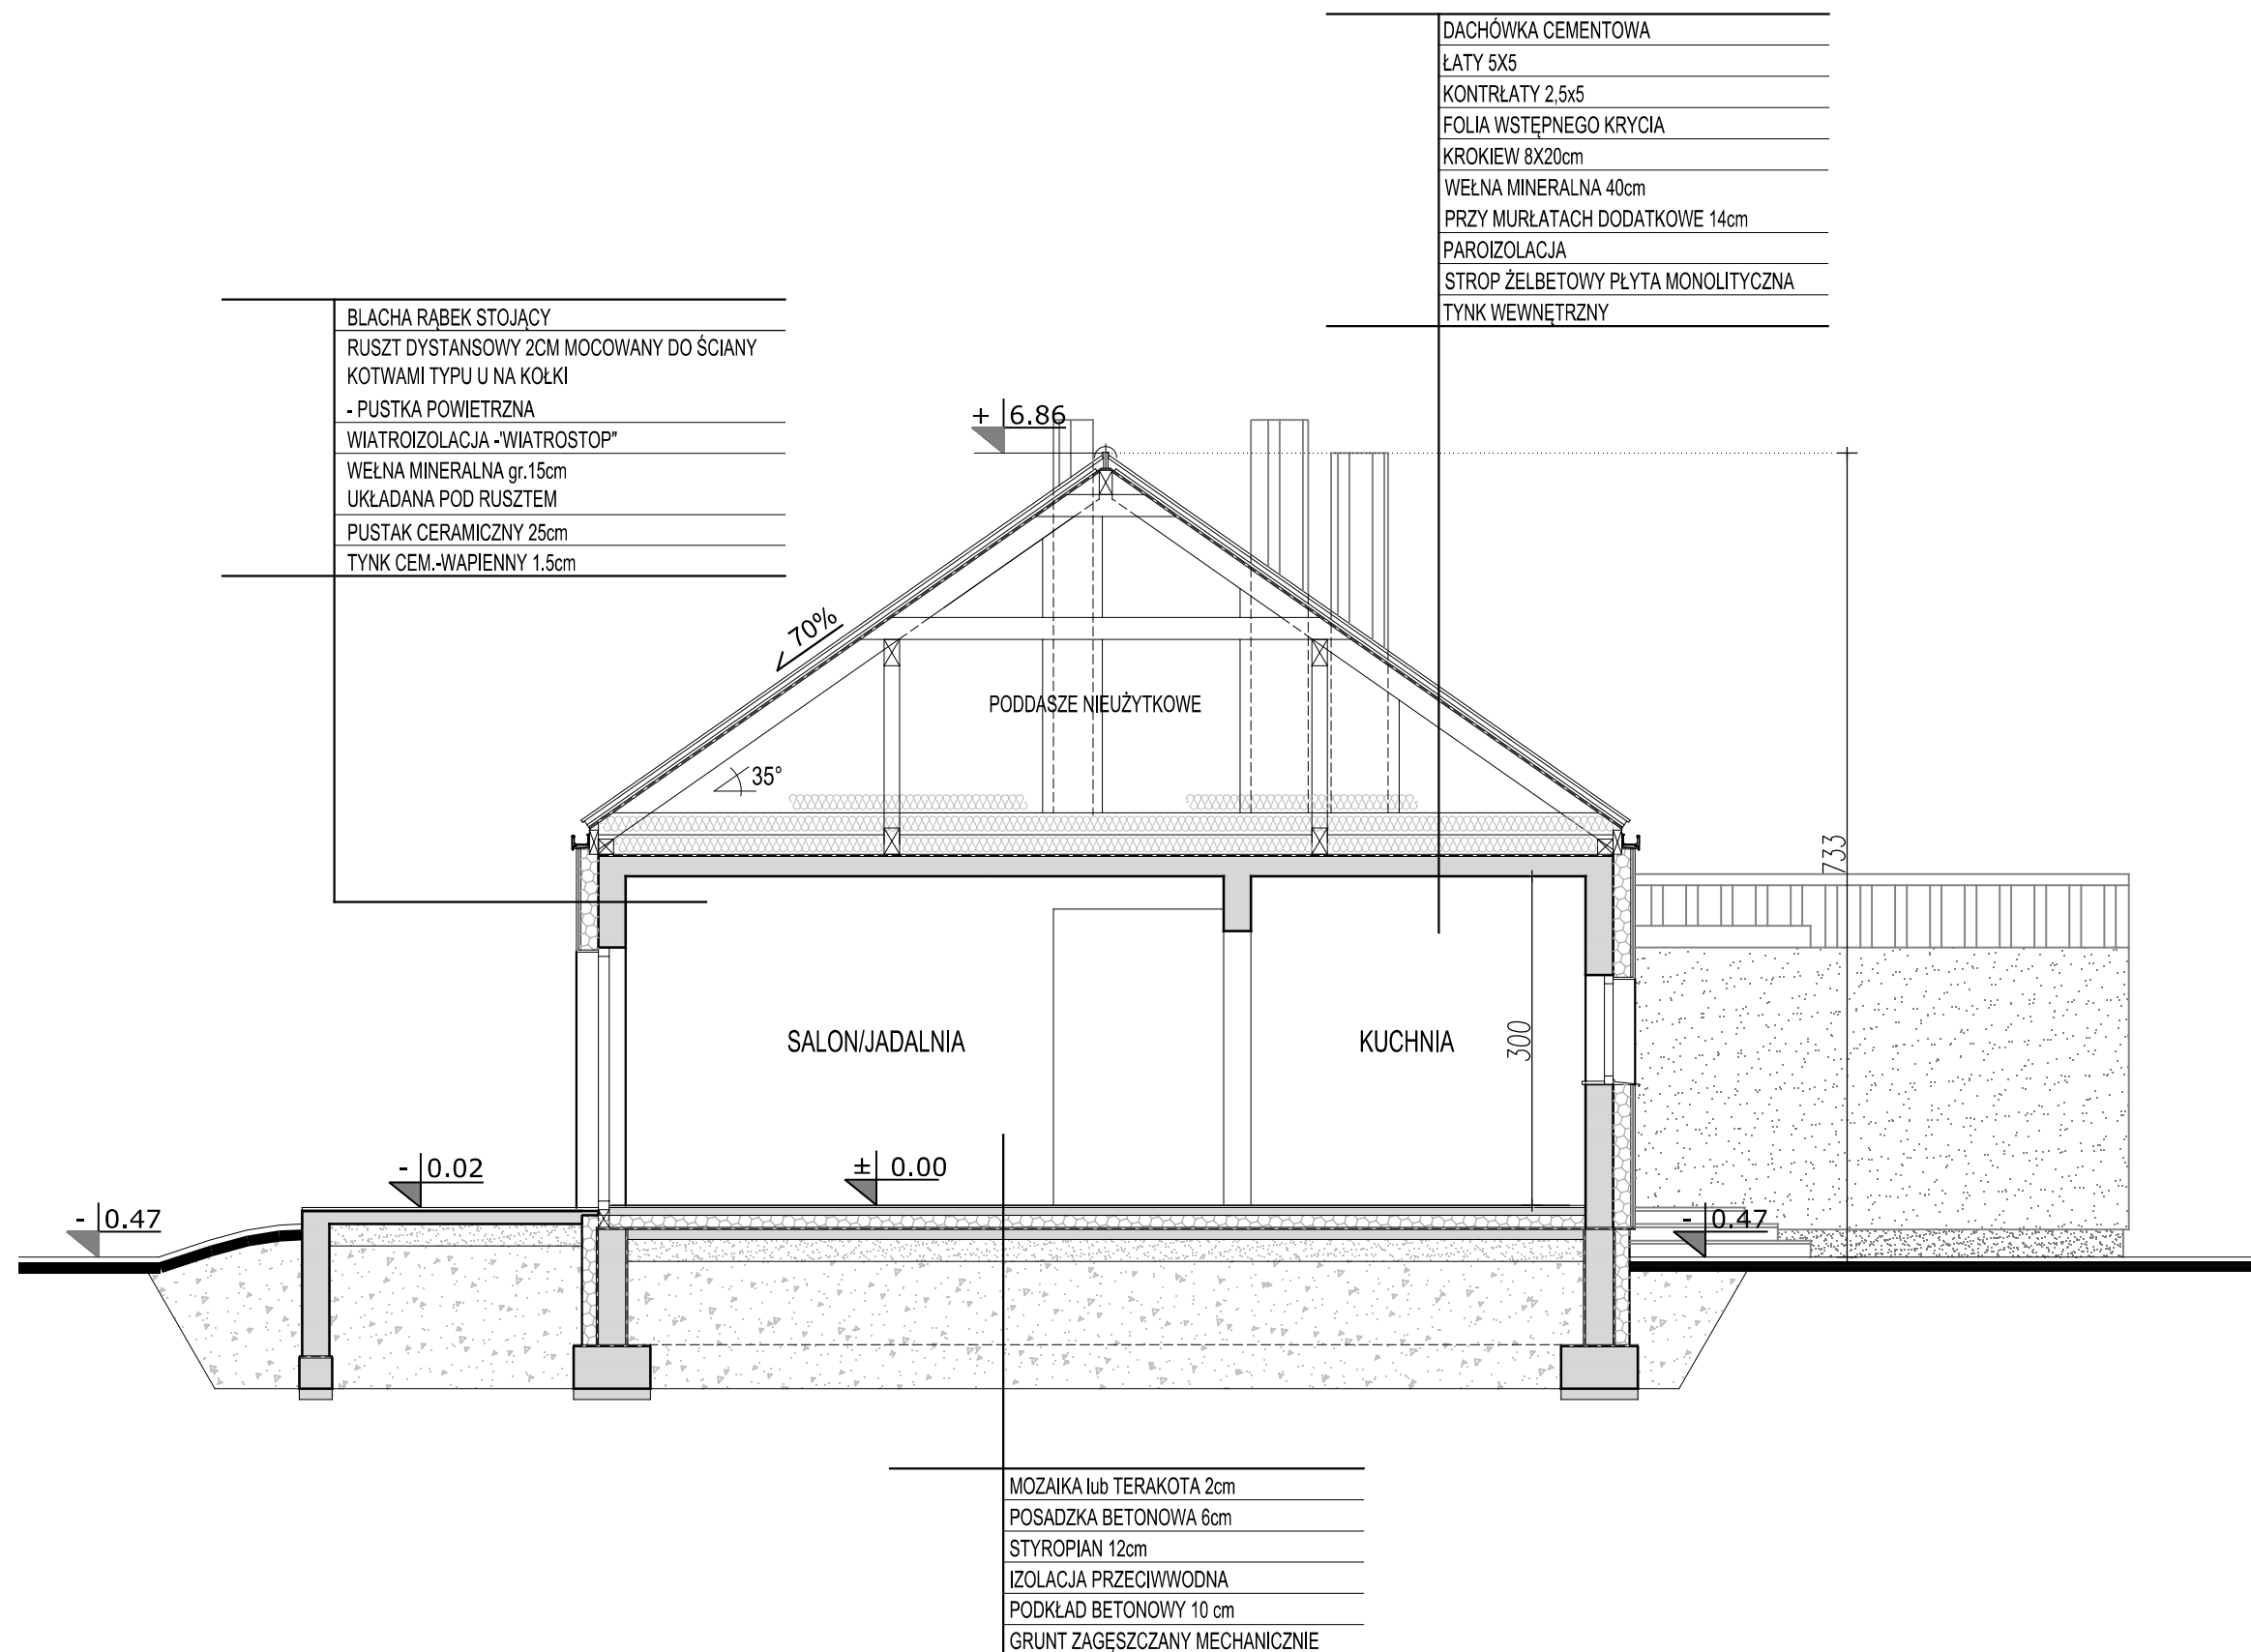 DACHÓWKA CEMENTOWA
ŁATY 5X5
KONTRŁATY 2,5x5
FOLIA WSTĘPNEGO KRYCIA
KROKIEW 8X20cm
WEŁNA MINERALNA 40cm
PRZY MURŁATACH DODATKOWE 14cm
PAROIZOLACJA
STROP ŻELBETOWY PŁYTA MONOLITYCZNA
TYNK WEWNĘTRZNY
BLACHA RĄBEK STOJĄCY
RUSZT DYSTANSOWY 2CM MOCOWANY DO ŚCIANY
KOTWAMI TYPU U NA KOŁKI
- PUSTKA POWIETRZNA
WIATROIZOLACJA -"WIATROSTOP"
WEŁNA MINERALNA gr.15cm
UKŁADANA POD RUSZTEM
PUSTAK CERAMICZNY 25cm
TYNK CEM.-WAPIENNY 1.5cm
+ 6.86
70%
PODDASZE NIEUŻYTKOWE
35°
733
SALON/JADALNIA
KUCHNIA
300
- 0.02
± 0.00
- 0.47
- 0.47
MOZAIKA lub TERAKOTA 2cm
POSADZKA BETONOWA 6cm
STYROPIAN 12cm
IZOLACJA PRZECIWWODNA
PODKŁAD BETONOWY 10 cm
GRUNT ZAGĘSZCZANY MECHANICZNIE